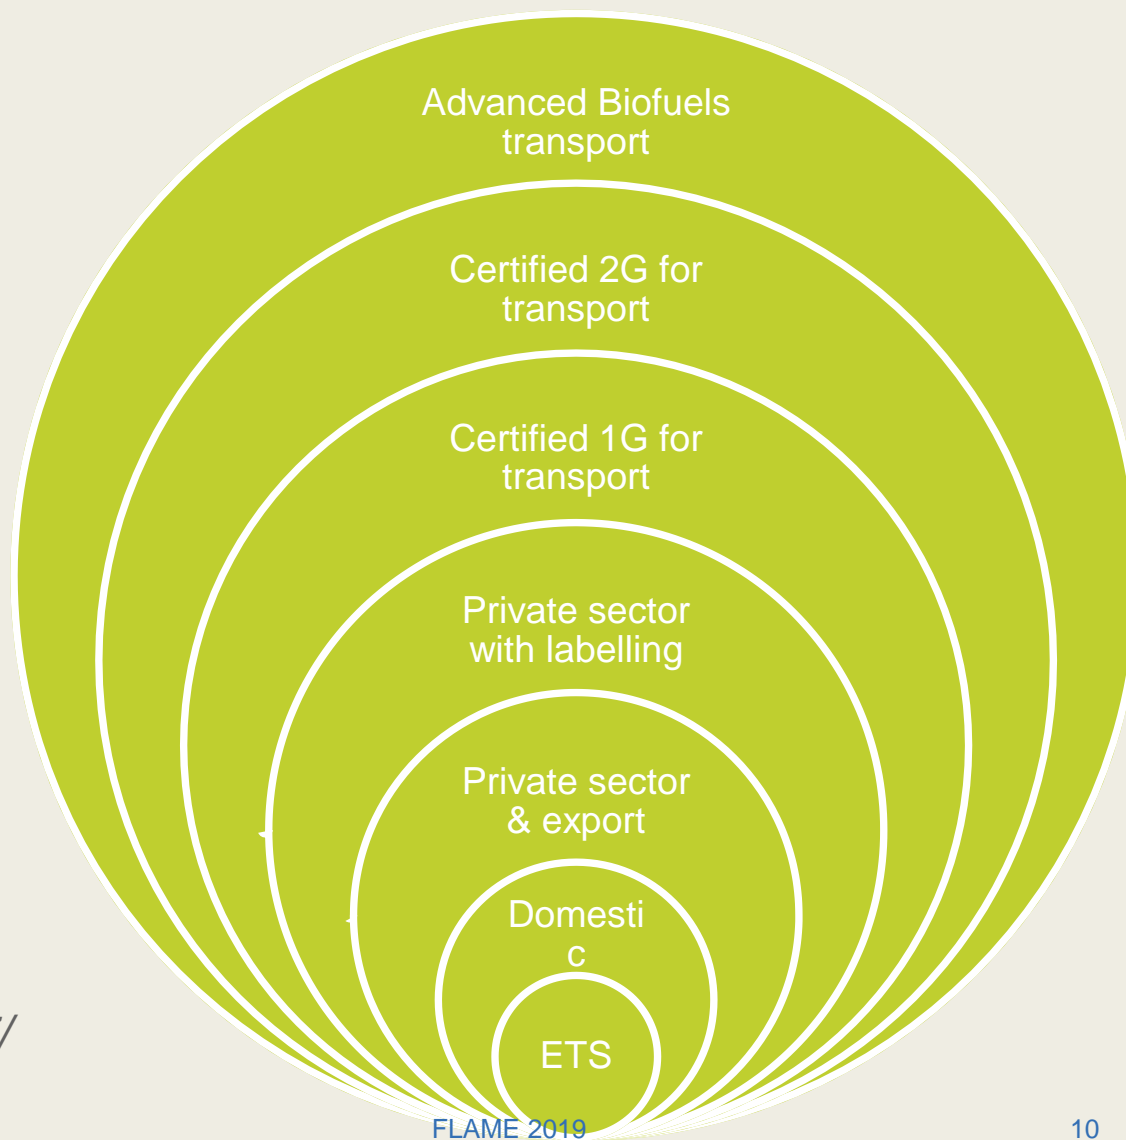 Advanced Biofuels
transport
Certified 2G for
transport
Certified 1G for
transport
Private sector
with labelling
Private sector
& export
Domesti
c
ETS
FLAME 2019
10